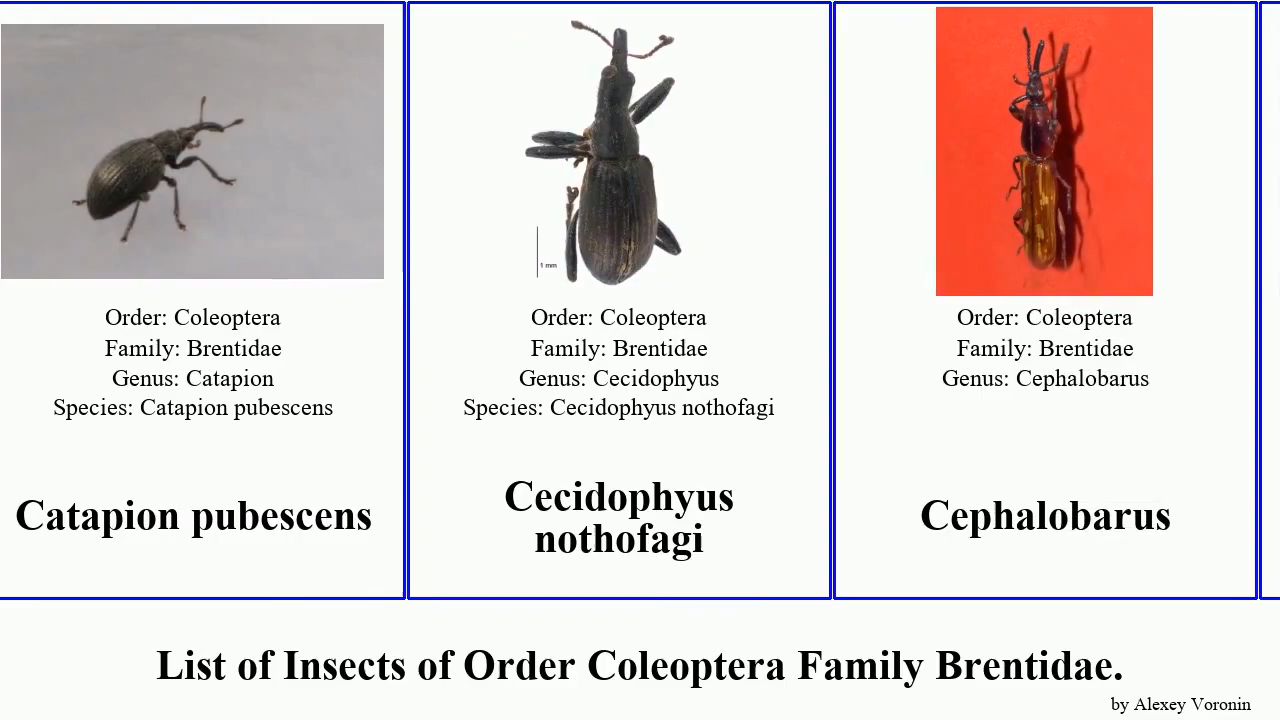 1 mm
Order: Coleoptera
Family: Brentidae
Genus: Catapion
Species: Catapion pubescens
Catapion pubescens
Order: Coleoptera
Family: Brentidae
Genus: Cecidophyus
Species: Cecidophyus nothofagi
Cecidophyus
nothofagi
Order: Coleoptera
Family: Brentidae
Genus: Cephalobarus
Cephalobarus
List of Insects of Order Coleoptera Family Brentidae.
by Alexey Voronin